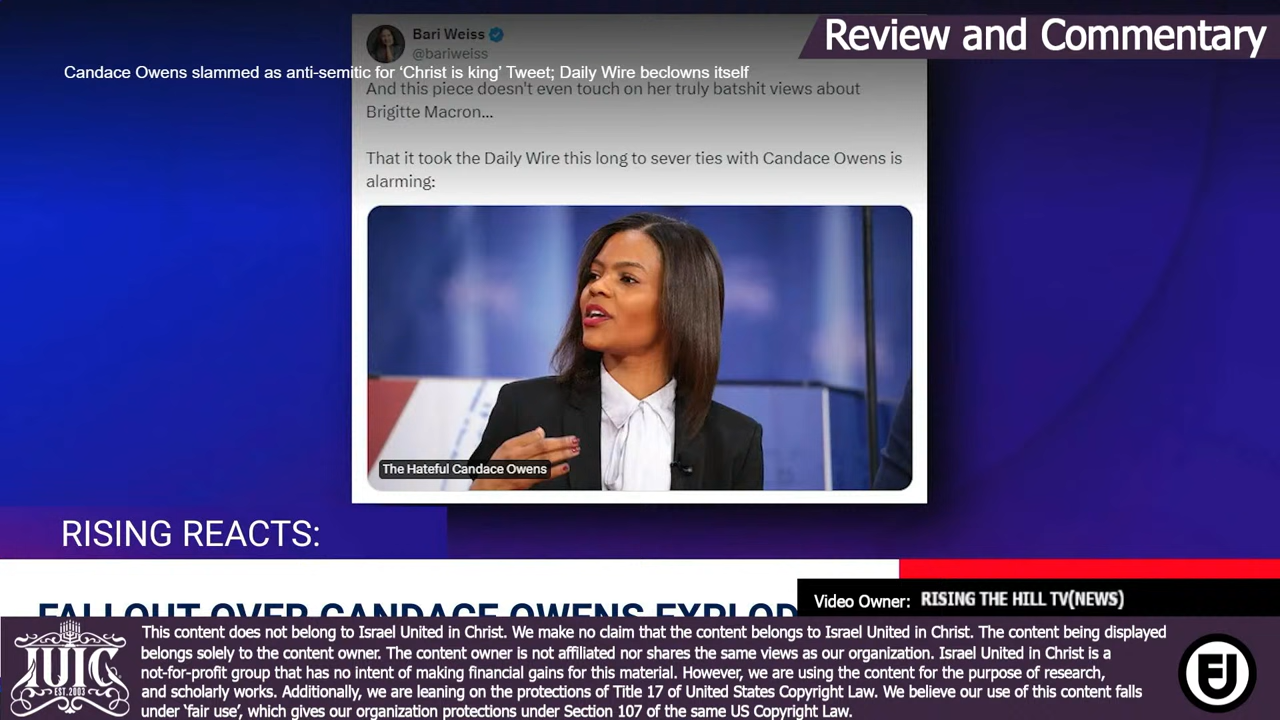 Review and Commentary
Bari Weiss
@bariweiss
Candace Owens slammed as anti-semitic for ‘Christ is king’ Tweet; Daily Wire beclowns itself
And this piece doesn't even touch on her truly batshit views about
Brigitte Macron...
That it took the Daily Wire this long to sever ties with Candace Owens is
alarming:
The Hateful Candace Owens
RISING REACTS:
FALLOUT OVER CANDACE OWENS EXPLOD
Video Owner: RISING THE HILL TV(NEWS)
This content does not belong to Israel United in Christ. We make no claim that the content belongs to Israel United in Christ. The content being displayed
belongs solely to the content owner. The content owner is not affiliated nor shares the same views as our organization. Israel United in Christ is a
not-for-profit group that has no intent of making financial gains for this material. However, we are using the content for the purpose of research,
and scholarly works. Additionally, we are leaning on the protections of Title 17 of United States Copyright Law. We believe our use of this content falls
under ‘fair use’, which gives our organization protections under Section 107 of the same US Copyright Law.
IUIC
EST. 2003